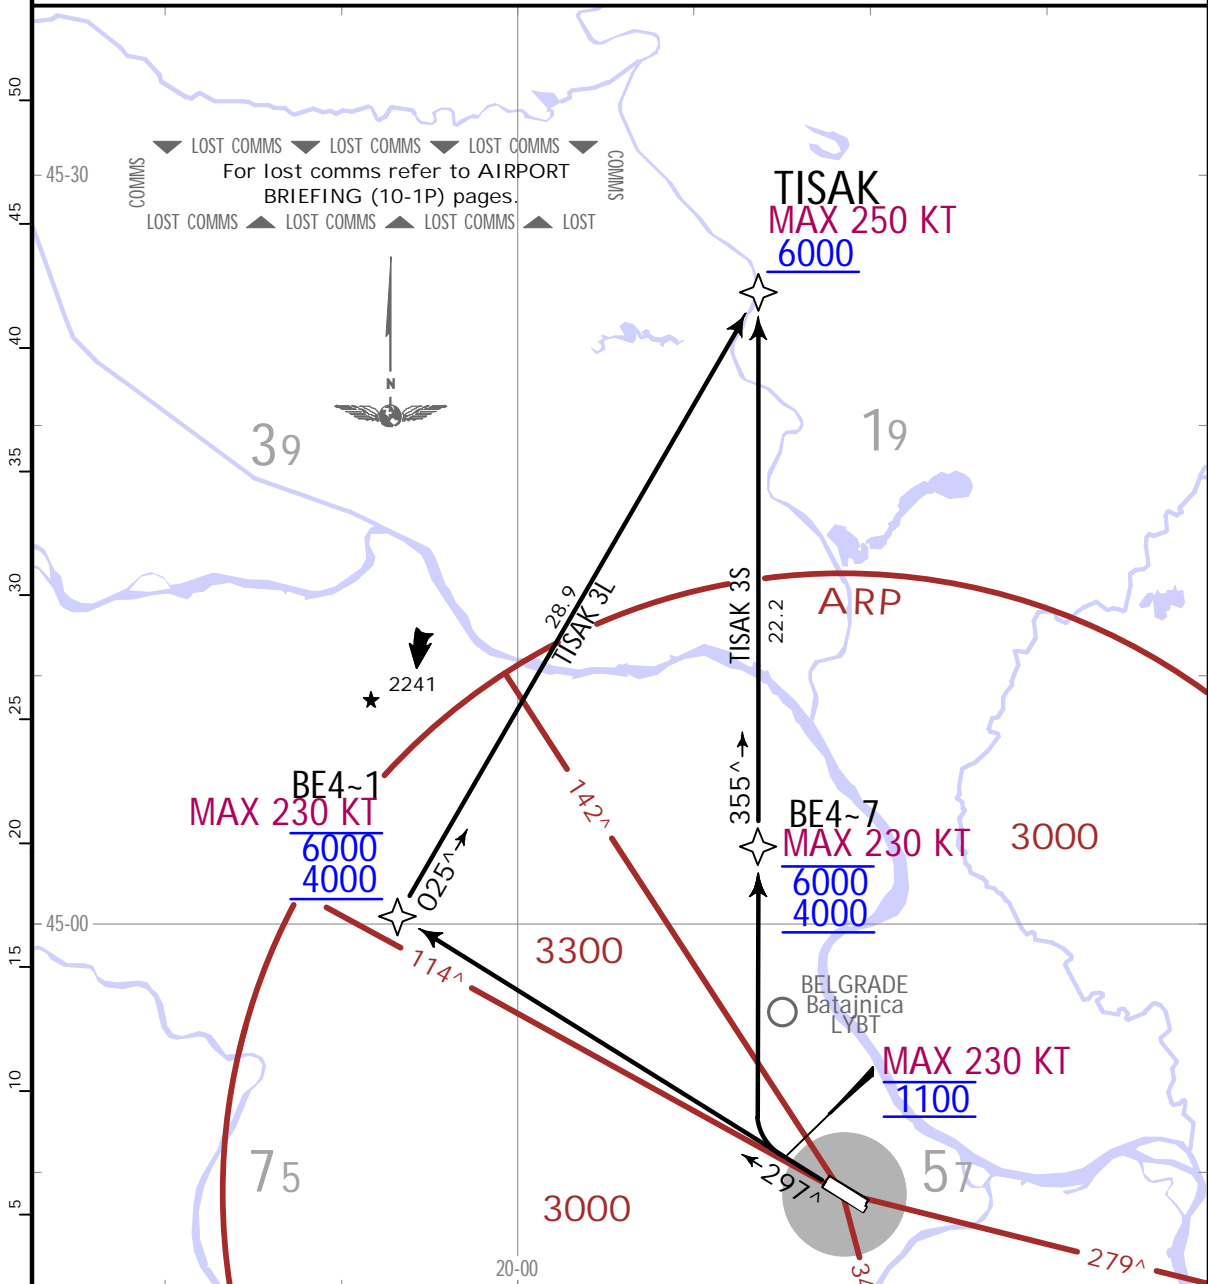 50
45
40
35
30
25
20
15
10
5
LOST COMMS LOST COMMS LOST COMMS
COMMS
For lost comms refer to AIRPORT
BRIEFING (10-1P) pages.
COMMS
LOST COMMS LOST COMMS LOST COMMS LOST
45-30
TISAK
MAX 250 KT
6000
N
39
19
28.9
TISAK 3L
TISAK 3S
22.2
ARP
2241
355^
BE4~1
MAX 230 KT
6000
4000
025^
142^
BE4~7
MAX 230 KT
6000
4000
3000
45-00
114^
3300
BELGRADE
Batajnica
LYBT
MAX 230 KT
1100
75
297^
57
3000
279^
34
20-00